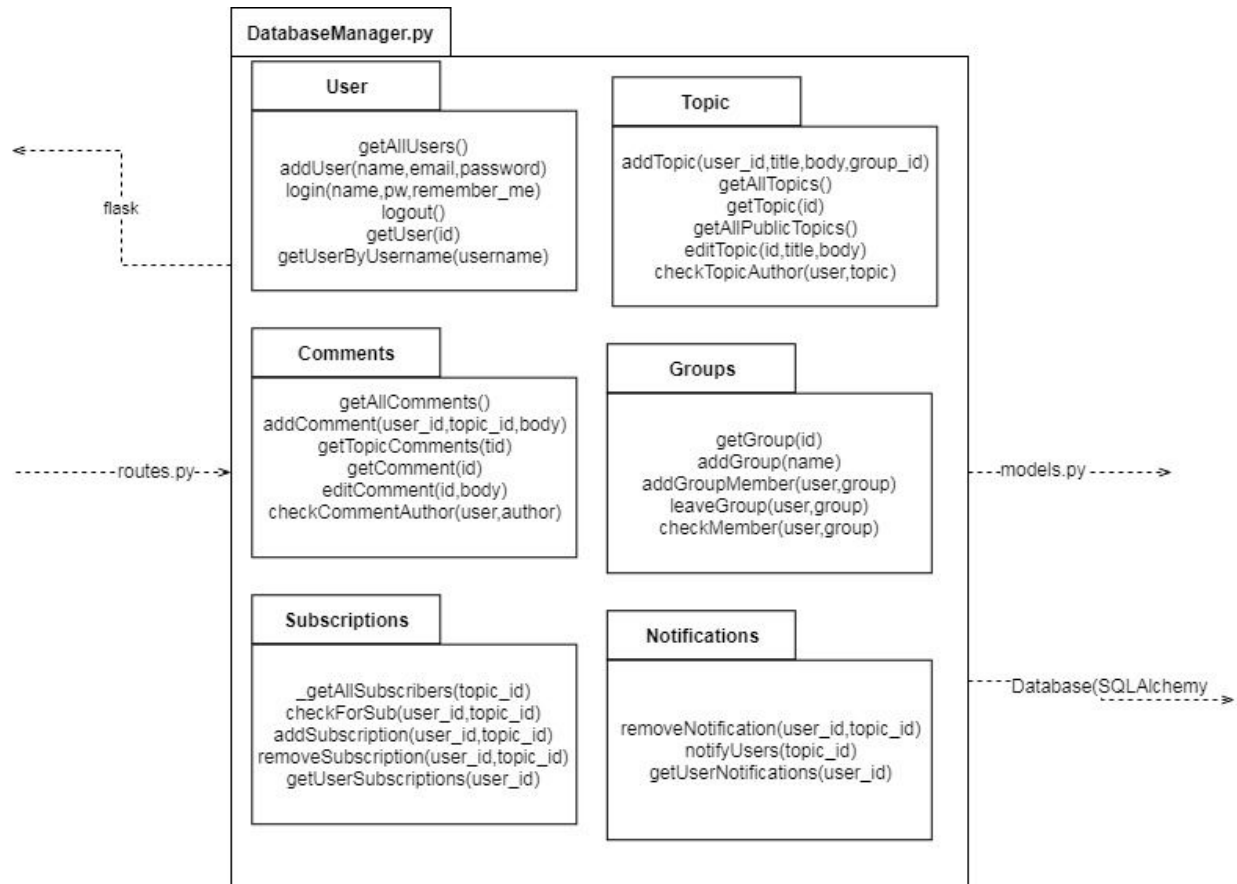 DatabaseManager.py
User
getAllUsers()
addUser(name,email,password)
login(name,pw,remember_me)
logout()
getUser(id)
getUserByUsername(username)
Topic
addTopic(user_id,title,body,group_id)
getAllTopics()
getTopic(id)
getAllPublicTopics()
editTopic(id,title,body)
checkTopicAuthor(user,topic)
flask
Comments
getAllComments()
addComment(user_id,topic_id,body)
getTopicComments(tid)
getComment(id)
editComment(id,body)
checkCommentAuthor(user,author)
Groups
getGroup(id)
addGroup(name)
addGroupMember(user,group)
leaveGroup(user,group)
checkMember(user,group)
routes.py
models.py
Subscriptions
_getAllSubscribers(topic_id)
checkForSub(user_id,topic_id)
addSubscription(user_id,topic_id)
removeSubscription(user_id,topic_id)
getUserSubscriptions(user_id)
Notifications
removeNotification(user_id,topic_id)
notifyUsers(topic_id)
getUserNotifications(user_id)
Database(SQLAlchemy